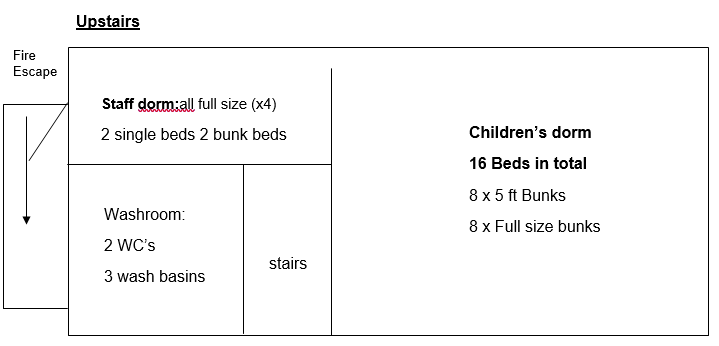 Upstairs
Fire
Escape
Staff dorm:all full size (x4)
2 single beds 2 bunk beds
Children’s dorm
16 Beds in total
8 x 5 ft Bunks
8 x Full size bunks
Washroom:
2 WC’s
3 wash basins
stairs